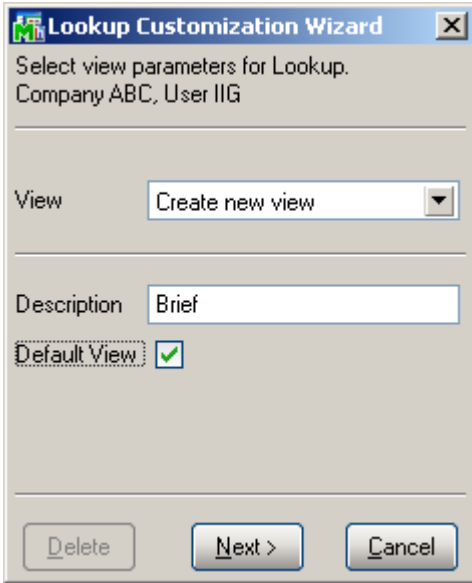 Lookup Customization Wizard
Select view parameters for Lookup.
Company ABC, User IIG
View Create new view
Description Brief
Default View
Delete Next > Cancel